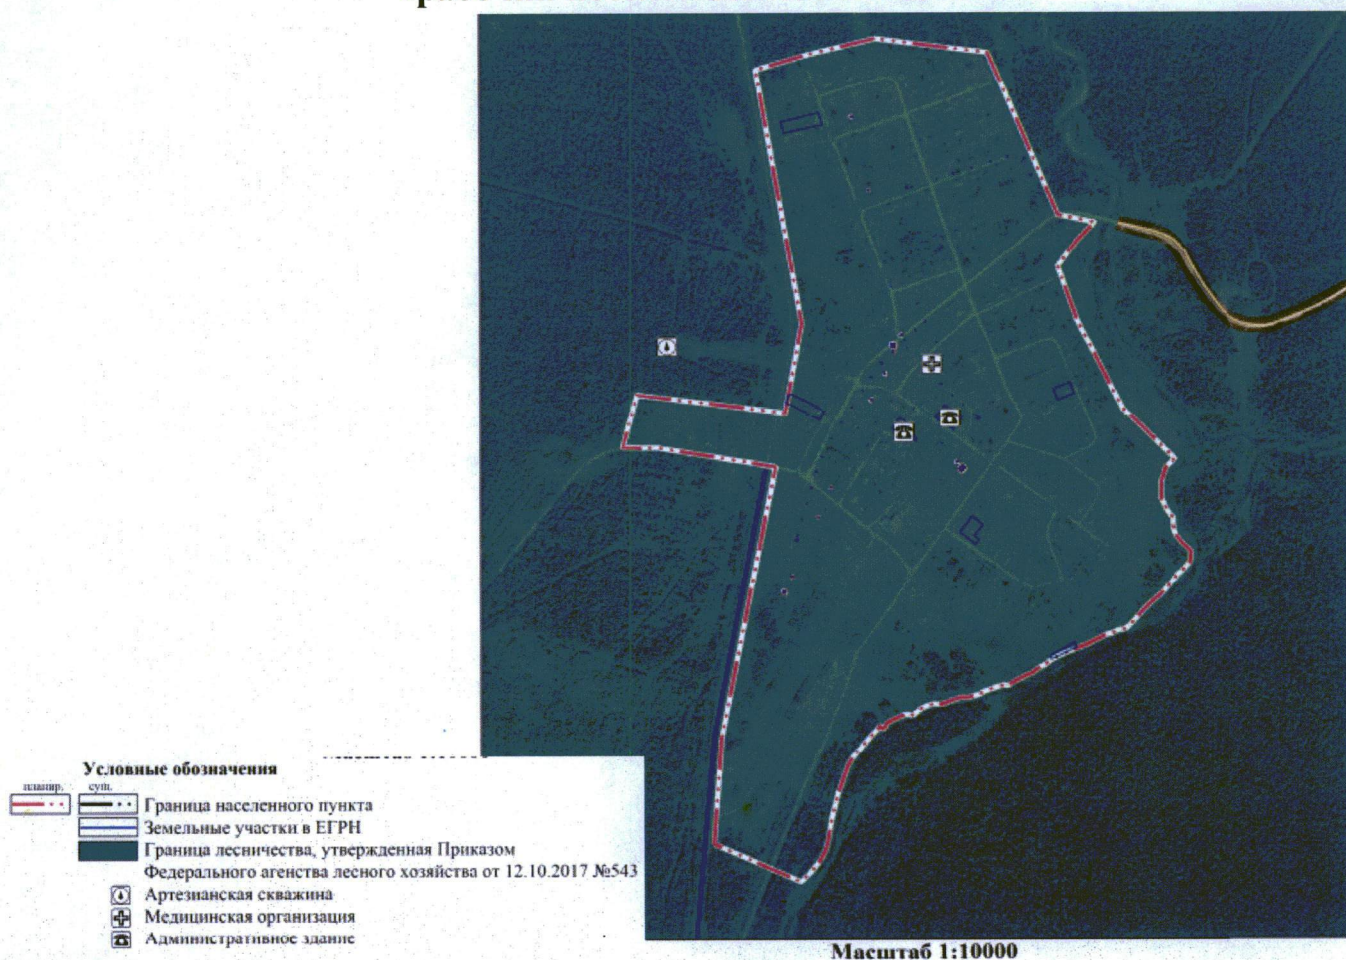 Условные обозначения
планир. сущ.
Граница населенного пункта
Земельные участки в ЕГРН
Граница лесничества, утвержденная Приказом
Федерального агенства лесного хозяйства от 12.10.2017 №543
Артезианская скважина
Медицинская организация
Административное здание
Масштаб 1:10000